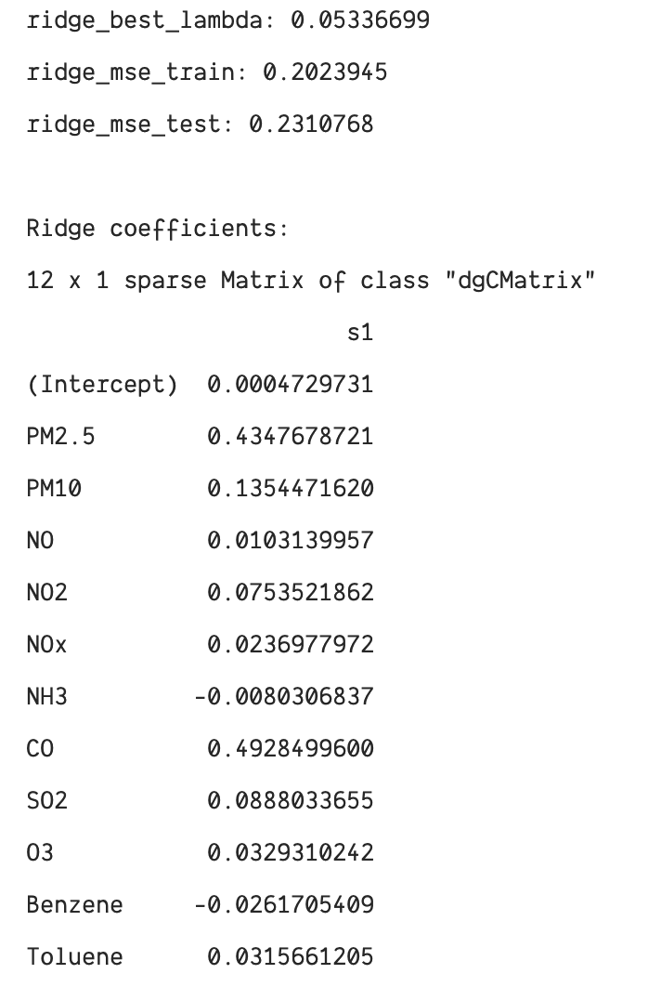 ridge_best_lambda: 0.05336699
ridge_mse_train: 0.2023945
ridge_mse_test: 0.2310768
Ridge coefficients:
12 x 1 sparse Matrix of class "dgCMatrix"
s1
(Intercept) 0.0004729731
PM2.5 0.4347678721
PM10 0.1354471620
NO 0.0103139957
NO2 0.0753521862
NOx 0.0236977972
NH3 -0.0080306837
CO 0.4928499600
SO2 0.0888033655
O3 0.0329310242
Benzene -0.0261705409
Toluene 0.0315661205